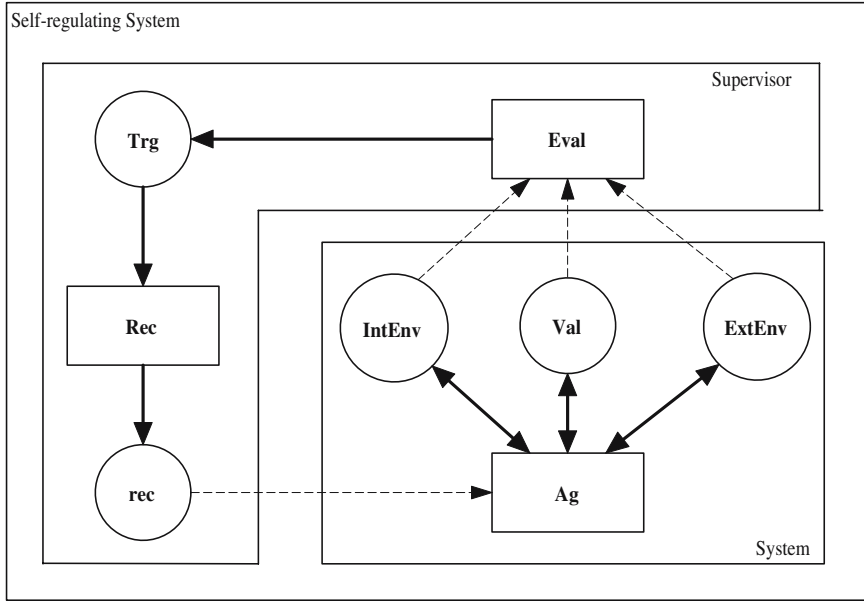 Self-regulating System
Supervisor
Trg
Eval
Rec
IntEnv
Val
ExtEnv
rec
Ag
System